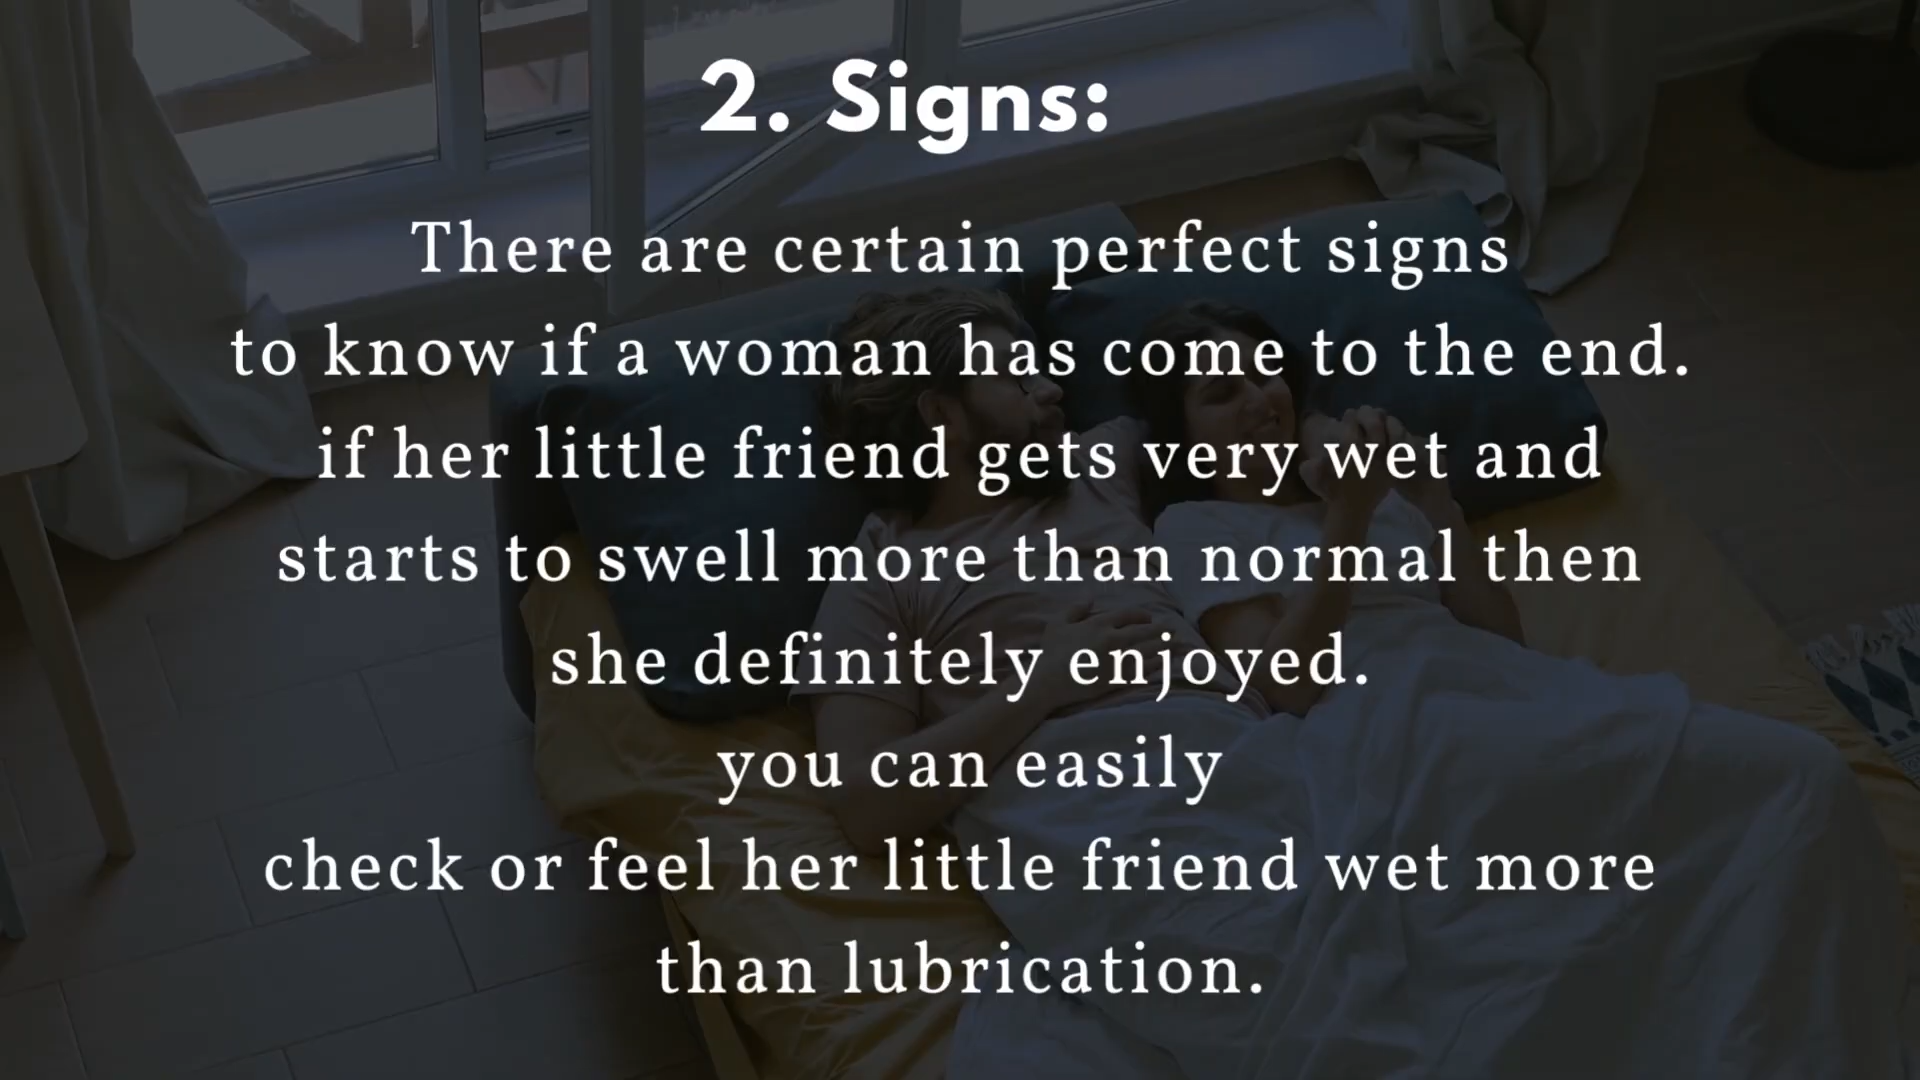 2. Signs:
There are certain perfect signs
to know if a woman has come to the end.
if her little friend gets very wet and
starts to swell more than normal then
she definitely enjoyed.
you can easily
check or feel her little friend wet more
than lubrication.